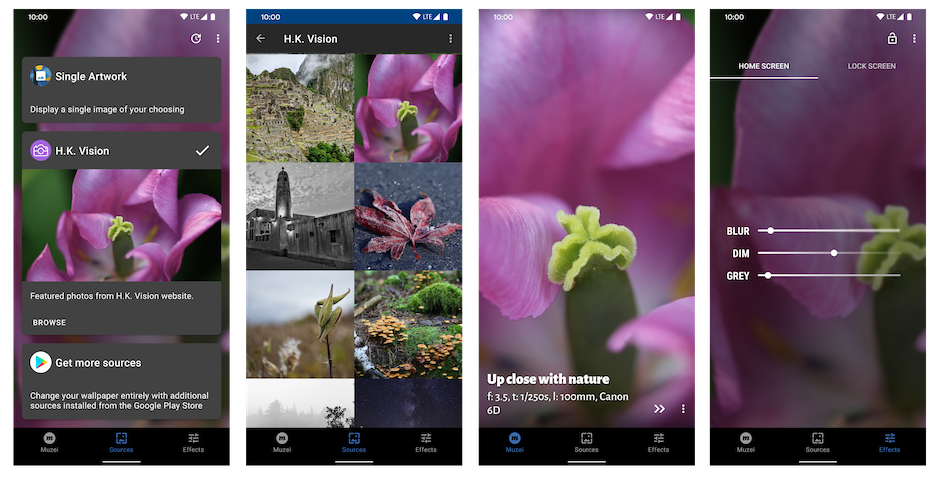 10:00
LTE
Single Artwork
Display a single image of your choosing
H.K. Vision
Featured photos from H.K. Vision website.
BROWSE
Get more sources
Change your wallpaper entirely with additional
sources installed from the Google Play Store
Muzei
Sources
Effects
10:00
LTE
H.K. Vision
Muzei
Sources
Effects
10:00
LTE
Up close with nature
f: 3.5, t: 1/250s, l: 100mm, Canon
6D
Muzei
Sources
Effects
10:00
LTE
HOME SCREEN
LOCK SCREEN
BLUR
DIM
GREY
Muzei
Sources
Effects